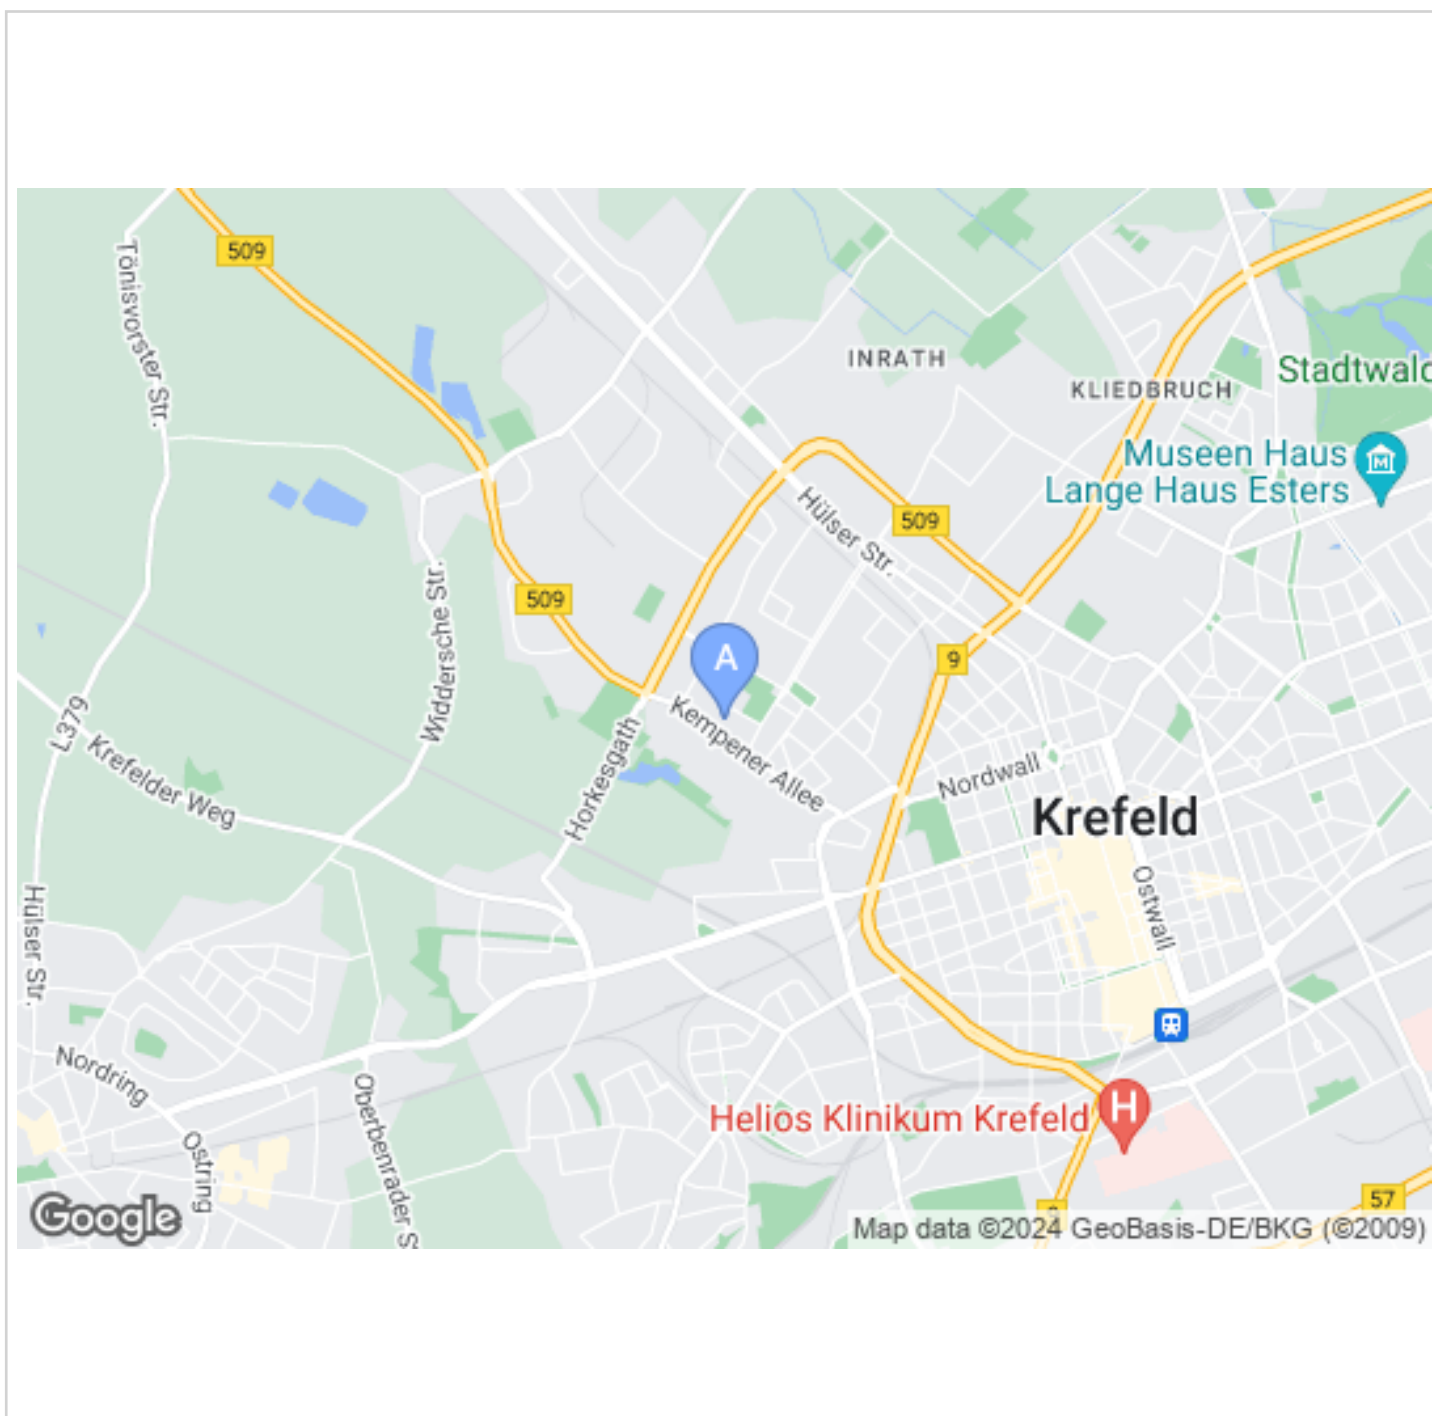 509
Tönisvorster Str.
INRATH
Stadtwald
KLIEDBRUCH
Museen Haus
Lange Haus Esters
Hülser Str.
509
Widdersche Str.
509
A
9
L379
Kempener Allee
Horkesgath
Krefelder Weg
Nordwall
Krefeld
Hülser Str.
Ostwall
Nordring
Oberbenrader S
Helios Klinikum Krefeld
H
Ostring
57
Google
Map data ©2024 GeoBasis-DE/BKG (©2009)